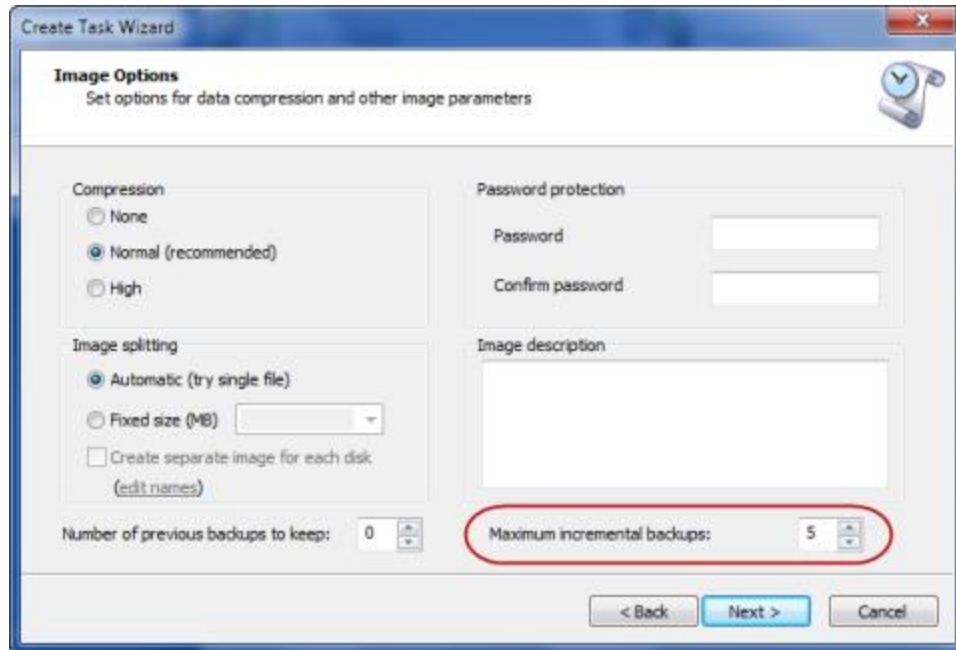 Create Task Wizard
Image Options
Set options for data compression and other image parameters
Compression
None
Normal (recommended)
High
Password protection
Password
Confirm password
Image splitting
Automatic (try single file)
Fixed size (MB)
Create separate image for each disk
(edit names)
Image description
Number of previous backups to keep: 0
Maximum incremental backups: 5
< Back Next > Cancel